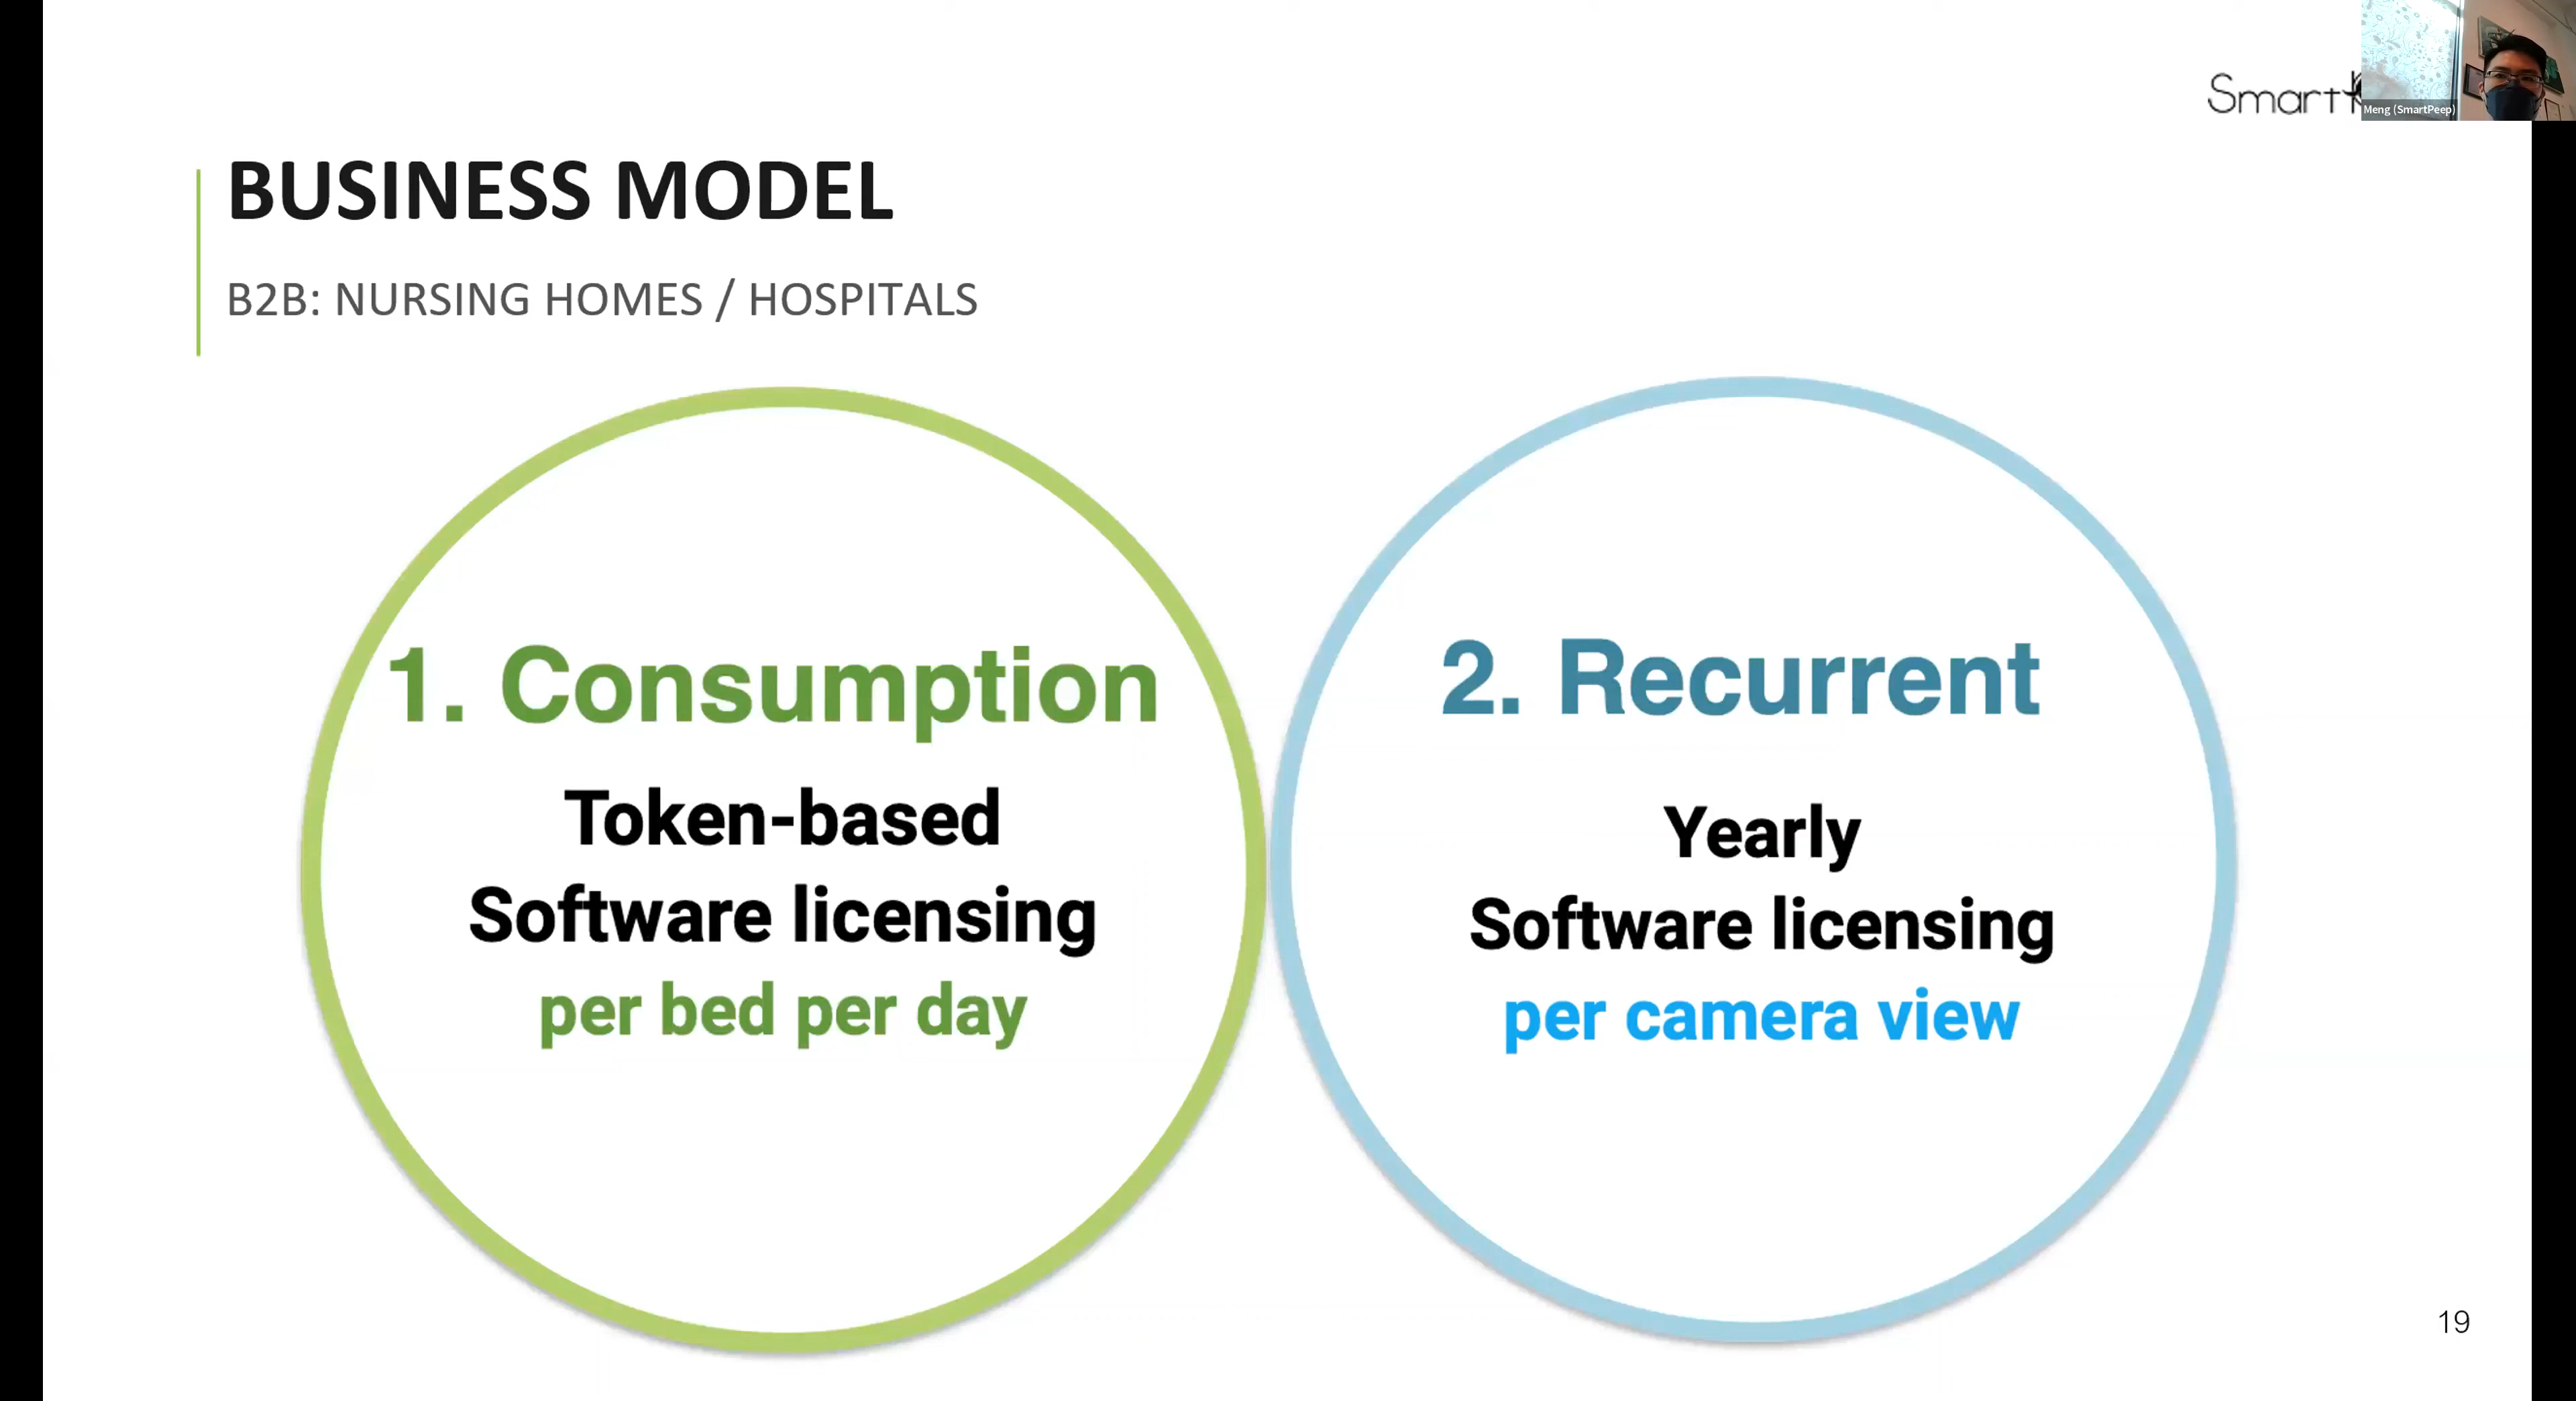 Smart
Meng (SmartPeep)
BUSINESS MODEL
B2B: NURSING HOMES / HOSPITALS
1. Consumption
Token-based
Software licensing
per bed per day
2. Recurrent
Yearly
Software licensing
per camera view
19